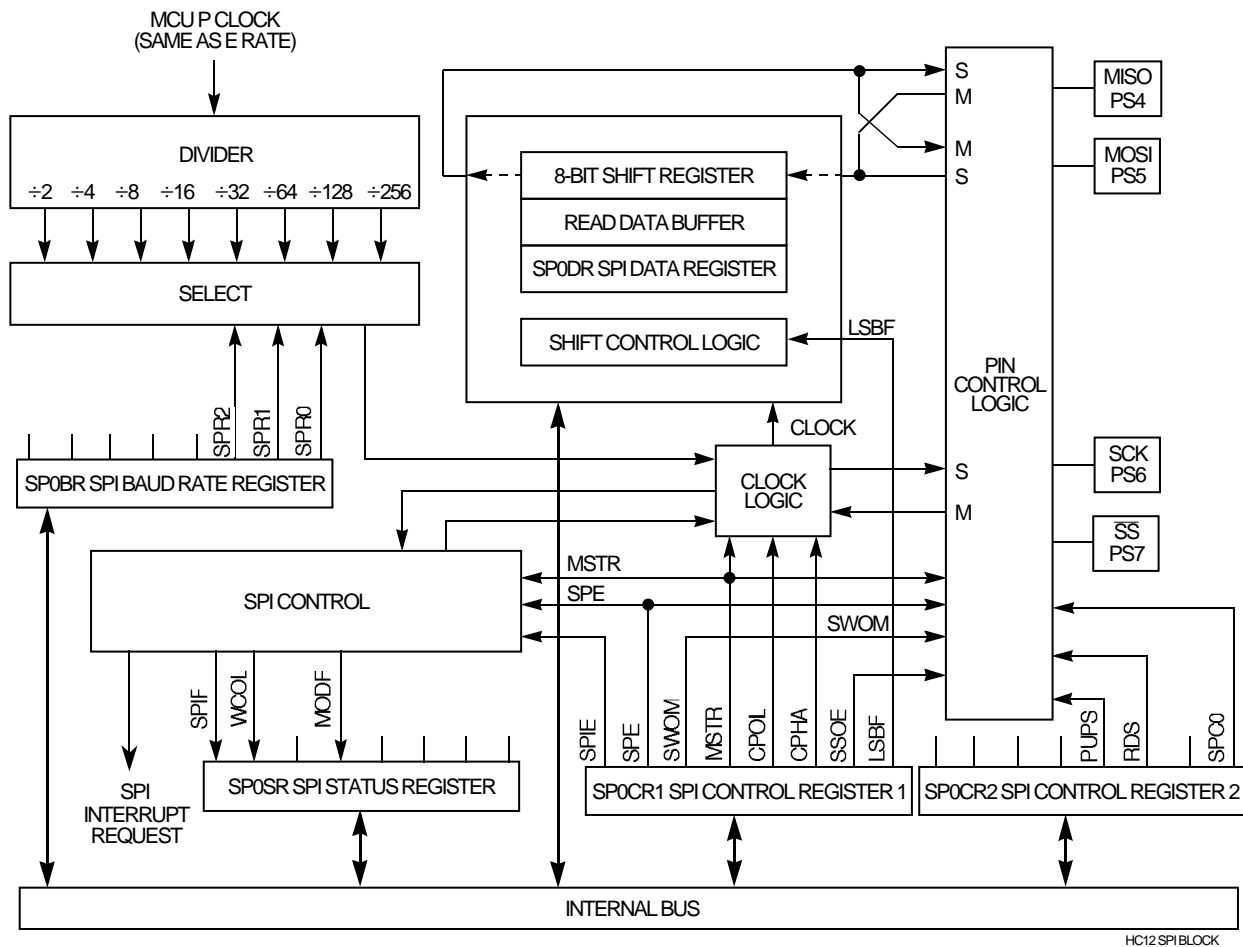 MCU P CLOCK
(SAME AS E RATE)
DIVIDER
÷2 ÷4 ÷8 ÷16 ÷32 ÷64 ÷128 ÷256
SELECT
SPR2
SPR1
SPR0
SP0BR SPI BAUD RATE REGISTER
8-BIT SHIFT REGISTER
READ DATA BUFFER
SP0DR SPI DATA REGISTER
SHIFT CONTROL LOGIC
LSBF
CLOCK
CLOCK
LOGIC
S
M
M
S
S
M
PIN
CONTROL
LOGIC
MISO
PS4
MOSI
PS5
SCK
PS6
SS
PS7
SPI CONTROL
MSTR
SPE
SWOM
SPIF
WCOL
MODF
SPI
INTERRUPT
REQUEST
SP0SR SPI STATUS REGISTER
SPIE
SPE
SWOM
MSTR
CPOL
CPHA
SSOE
LSBF
SP0CR1 SPI CONTROL REGISTER 1
PUPS
RDS
SPC0
SP0CR2 SPI CONTROL REGISTER 2
INTERNAL BUS
HC12 SPI BLOCK